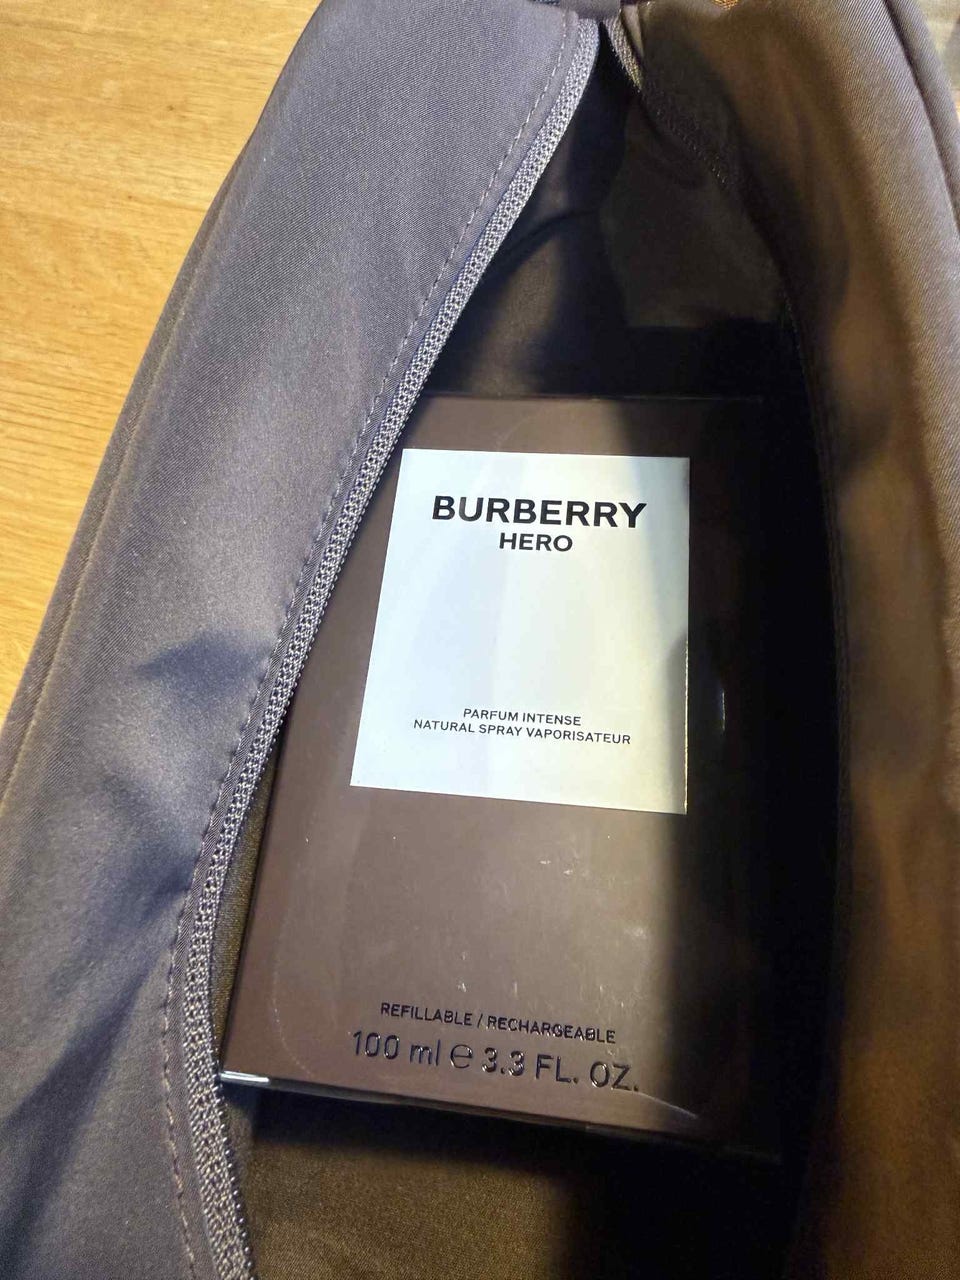 BURBERRY
HERO
PARFUM INTENSE
NATURAL SPRAY VAPORISATEUR
REFILLABLE / RECHARGEABLE
100 ml ℮ 3.3 FL. OZ.